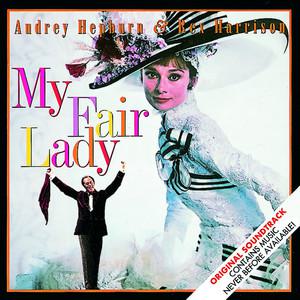 Audrey Hepburn & Rex Harrison
My
Fair
Lady
ORIGINAL SOUNDTRACK
CONTAINS MUSIC
NEVER BEFORE AVAILABLE!